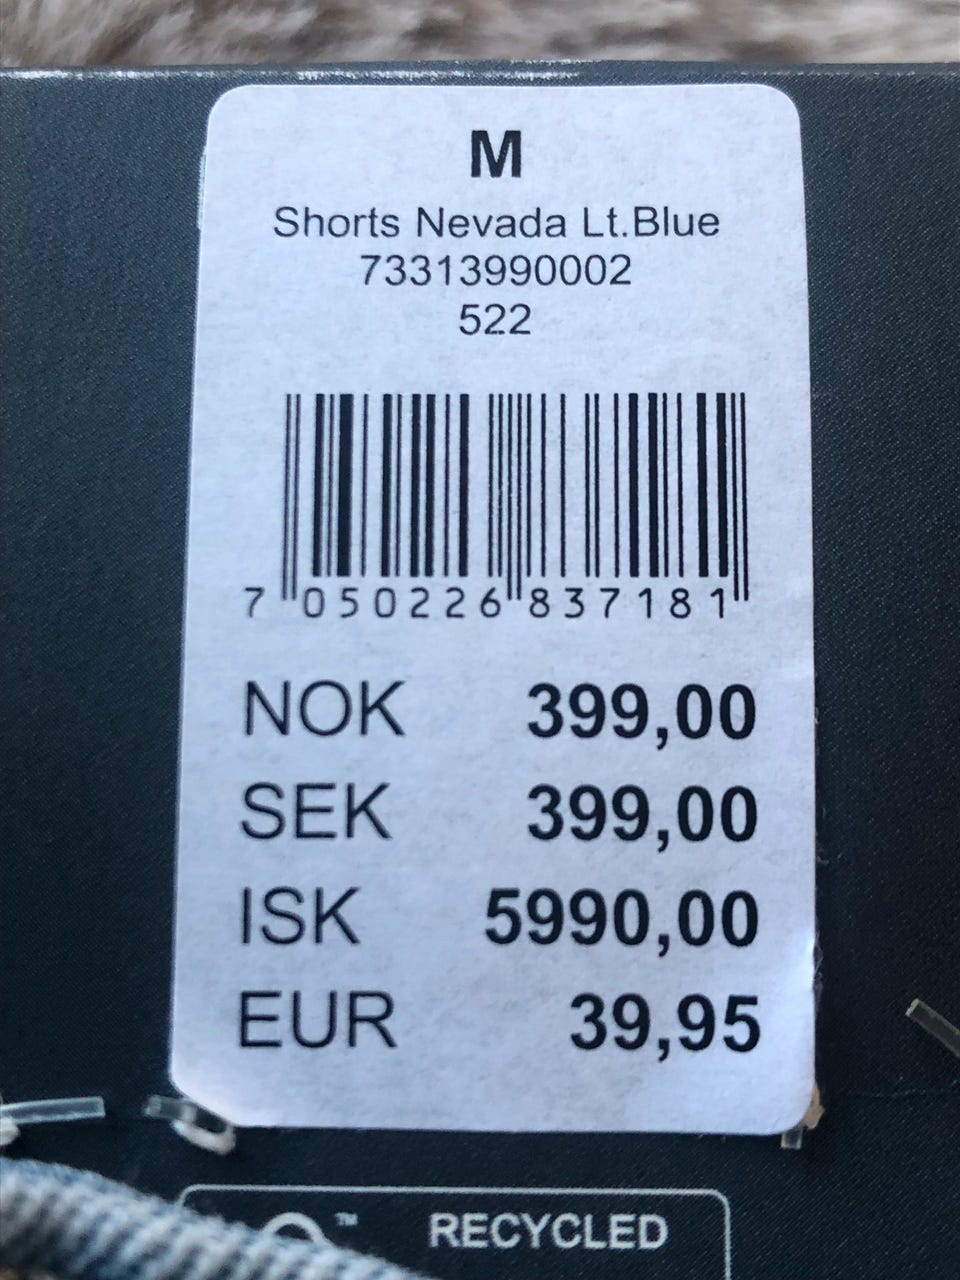 M
Shorts Nevada Lt.Blue
73313990002
522
7 050226 837181
NOK 399,00
SEK 399,00
ISK 5990,00
EUR 39,95
™ RECYCLED